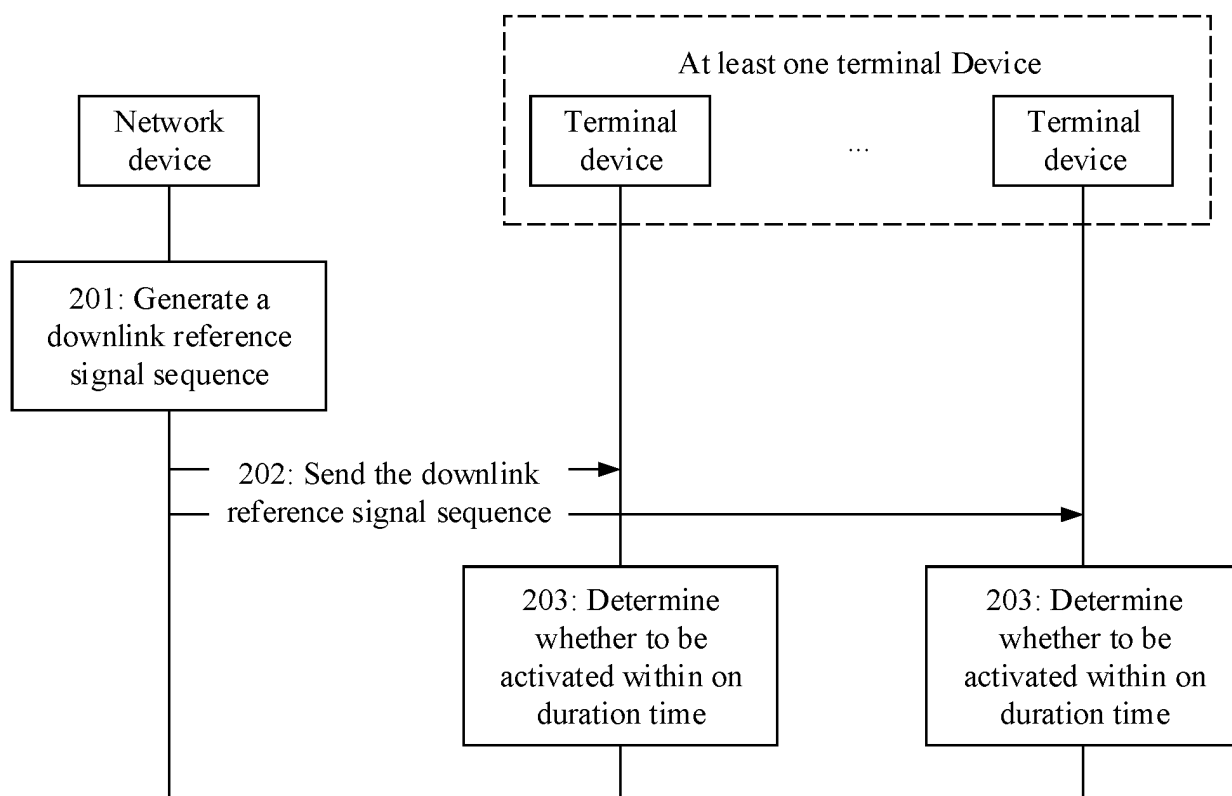 At least one terminal Device
Network
device
Terminal
device
...
Terminal
device
201: Generate a
downlink reference
signal sequence
202: Send the downlink
reference signal sequence
203: Determine
whether to be
activated within on
duration time
203: Determine
whether to be
activated within on
duration time